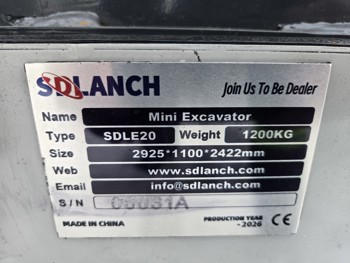 SDLANCH Join Us To Be Dealer
Name Mini Excavator
Type SDLE20 Weight 1200KG
Size 2925*1100*2422mm
Web www.sdlanch.com
Email info@sdlanch.com
S / N 06031A
MADE IN CHINA PRODUCTION YEAR CE
-2026